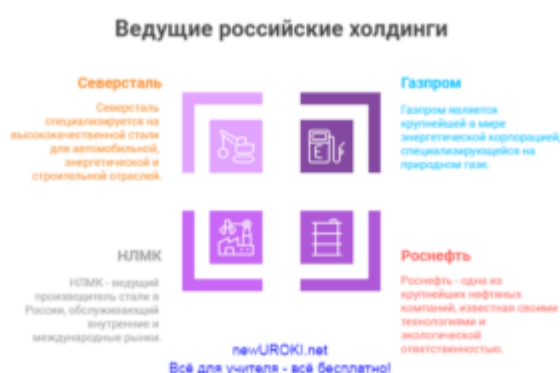 Ведущие российские холдинги
Северсталь
Северсталь
специализируется на
высококачественной стали
для автомобильной,
энергетической и
строительной отраслей.
Газпром
Газпром является
крупнейшей в мире
энергетической корпорацией,
специализирующейся на
природном газе.
E
НЛМК
НЛМК - ведущий
производитель стали в
России, обслуживающий
внутренние и
международные рынки.
Роснефть
Роснефть - одна из
крупнейших нефтяных
компаний, известная своими
технологиями и
экологической
ответственностью.
newUROKI.net
Всё для учителя - всё бесплатно!